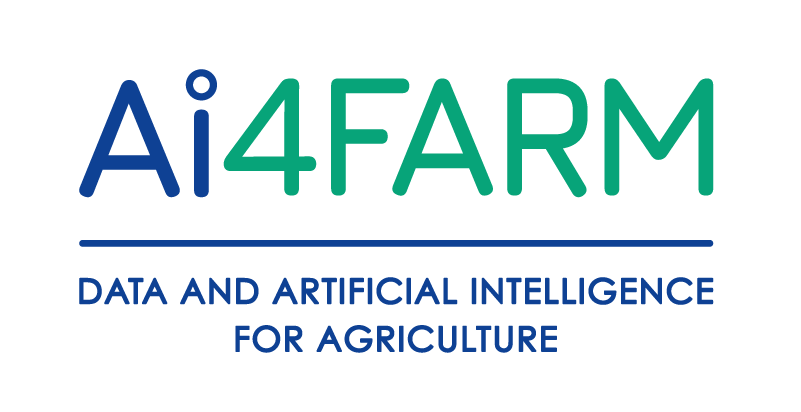 Ai4FARM
DATA AND ARTIFICIAL INTELLIGENCE
FOR AGRICULTURE